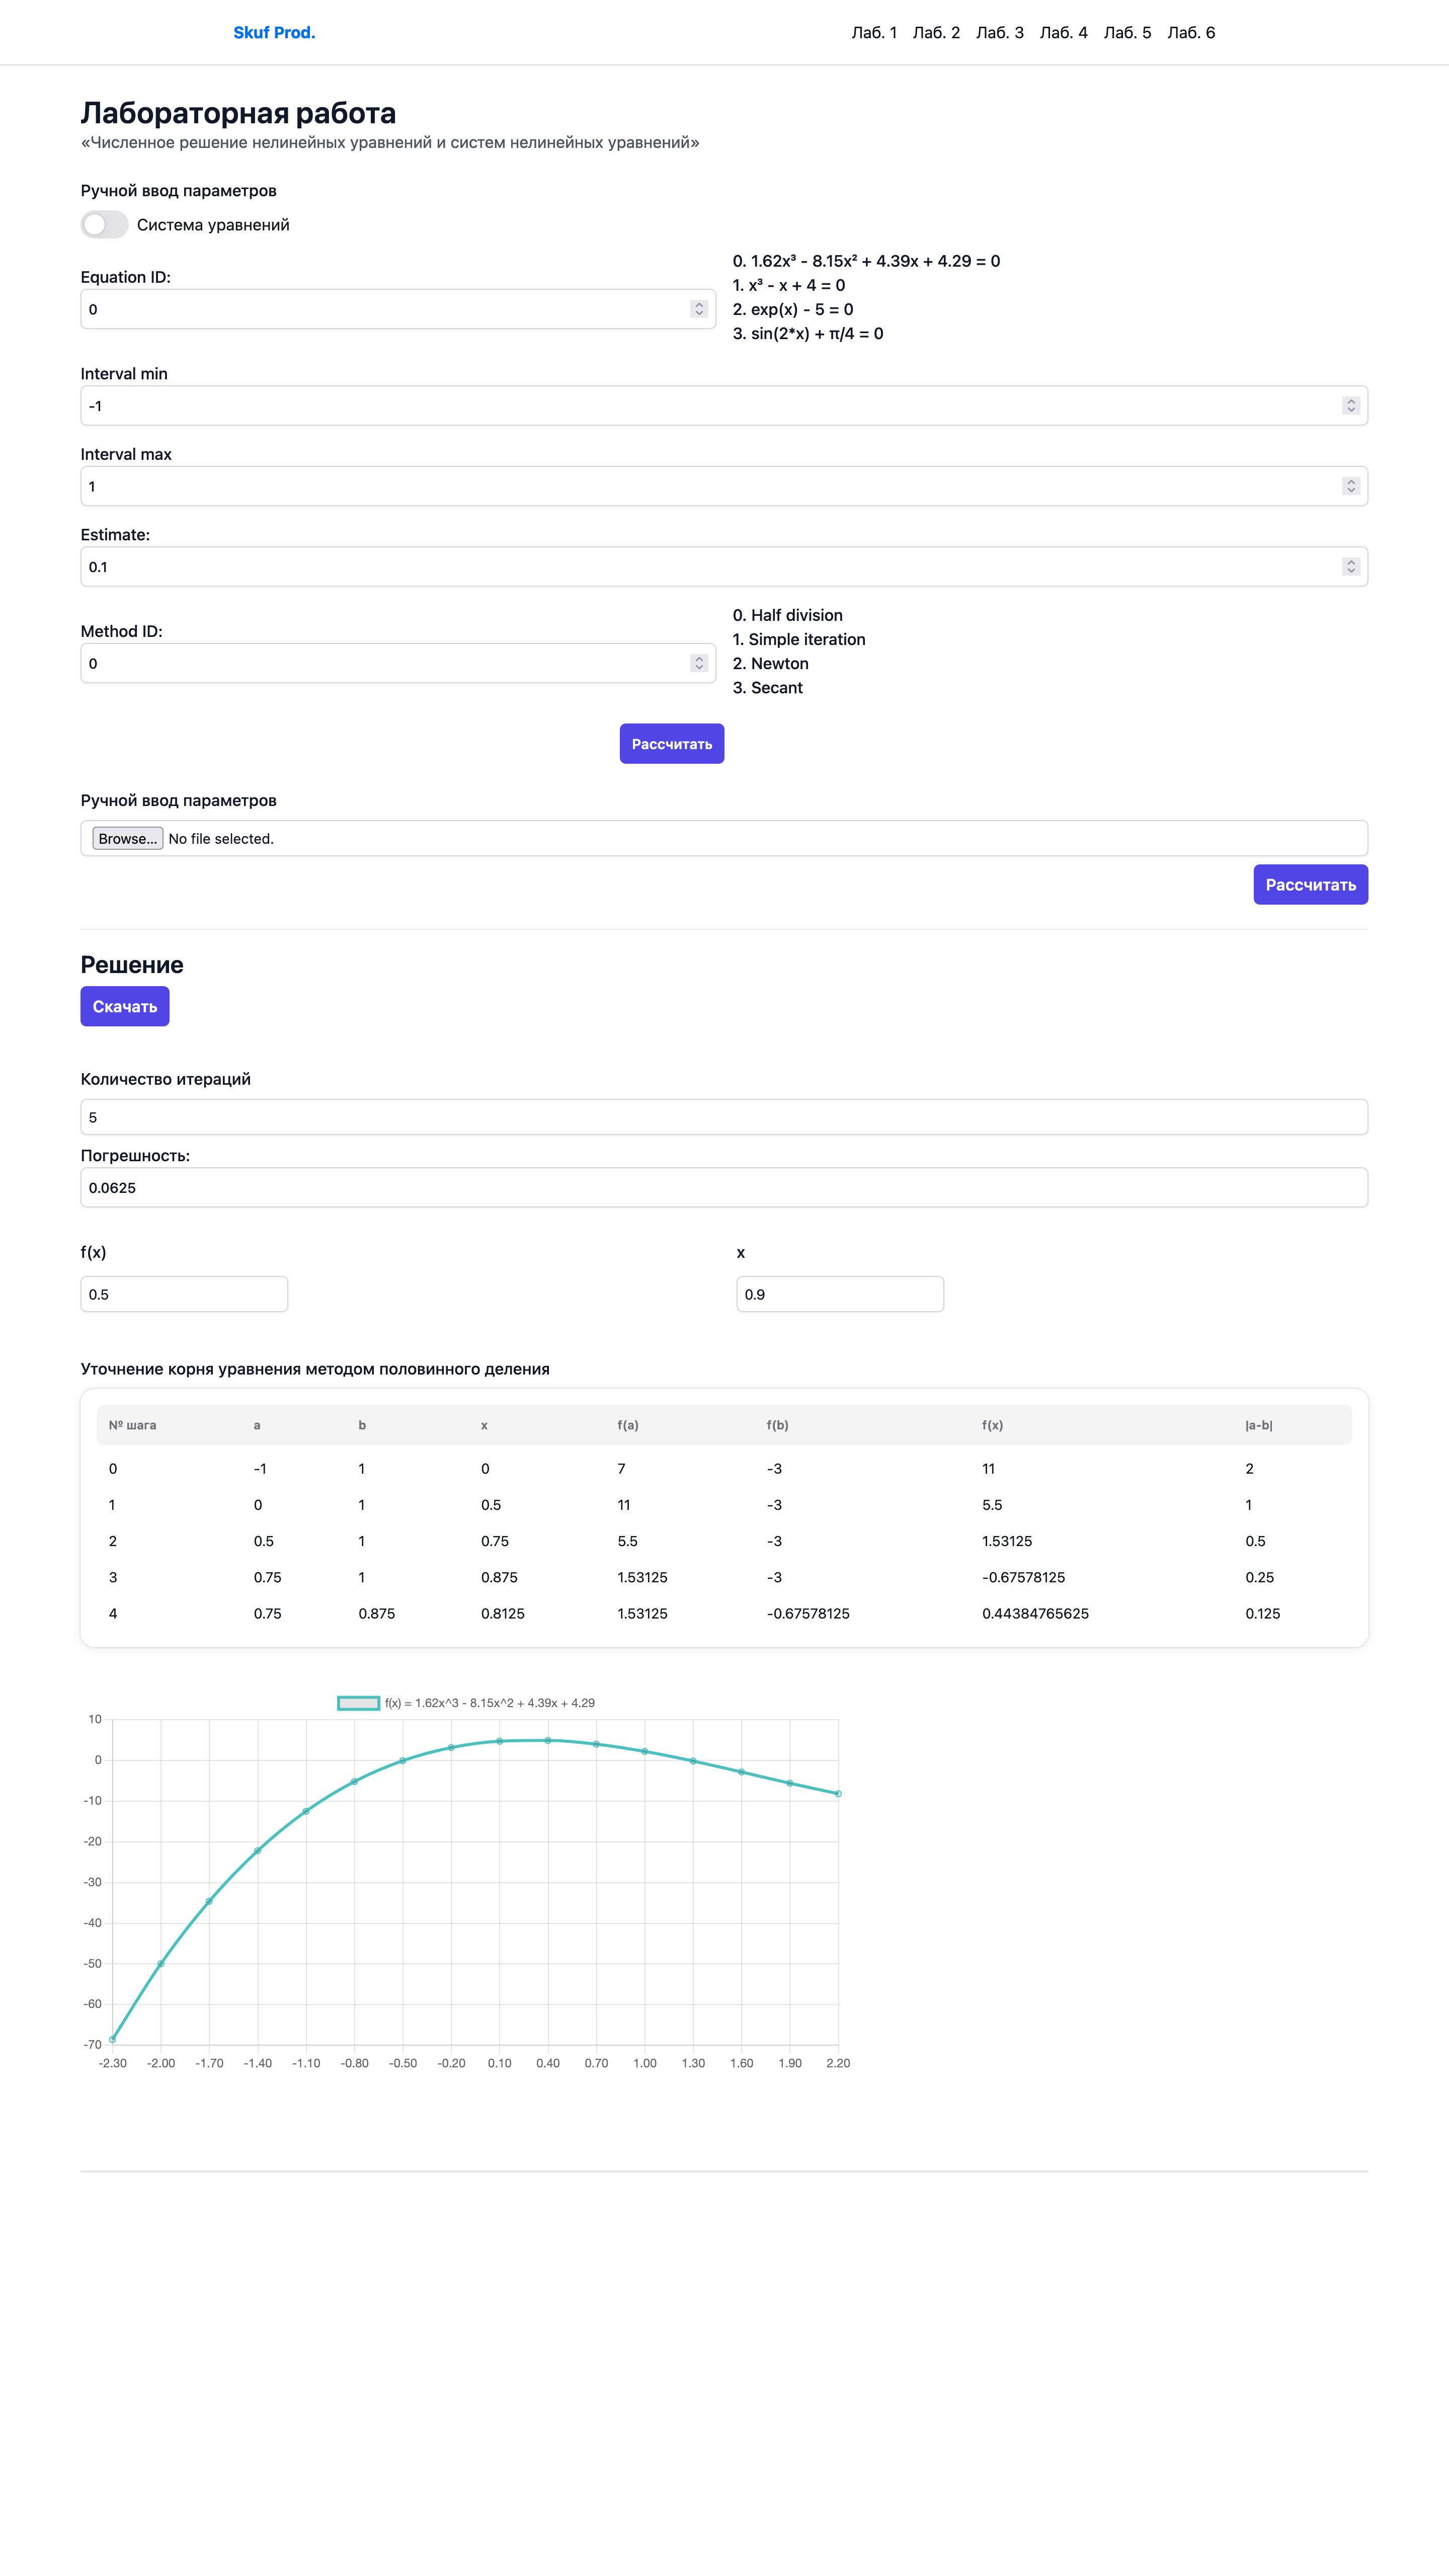 Skuf Prod.
Лаб. 1 Лаб. 2 Лаб. 3 Лаб. 4 Лаб. 5 Лаб. 6
Лабораторная работа
«Численное решение нелинейных уравнений и систем нелинейных уравнений»
Ручной ввод параметров
Система уравнений
Equation ID:
0
0. 1.62x³ - 8.15x² + 4.39x + 4.29 = 0
1. x³ - x + 4 = 0
2. exp(x) - 5 = 0
3. sin(2*x) + π/4 = 0
Interval min
-1
Interval max
1
Estimate:
0.1
Method ID:
0
0. Half division
1. Simple iteration
2. Newton
3. Secant
Рассчитать
Ручной ввод параметров
Browse... No file selected.
Рассчитать
Решение
Скачать
Количество итераций
5
Погрешность:
0.0625
f(x) x
0.5 0.9
Уточнение корня уравнения методом половинного деления
№ шага a b x f(a) f(b) f(x) |a-b|
0 -1 1 0 7 -3 11 2
1 0 1 0.5 11 -3 5.5 1
2 0.5 1 0.75 5.5 -3 1.53125 0.5
3 0.75 1 0.875 1.53125 -3 -0.67578125 0.25
4 0.75 0.875 0.8125 1.53125 -0.67578125 0.44384765625 0.125
f(x) = 1.62x^3 - 8.15x^2 + 4.39x + 4.29
10
0
-10
-20
-30
-40
-50
-60
-70
-2.30 -2.00 -1.70 -1.40 -1.10 -0.80 -0.50 -0.20 0.10 0.40 0.70 1.00 1.30 1.60 1.90 2.20